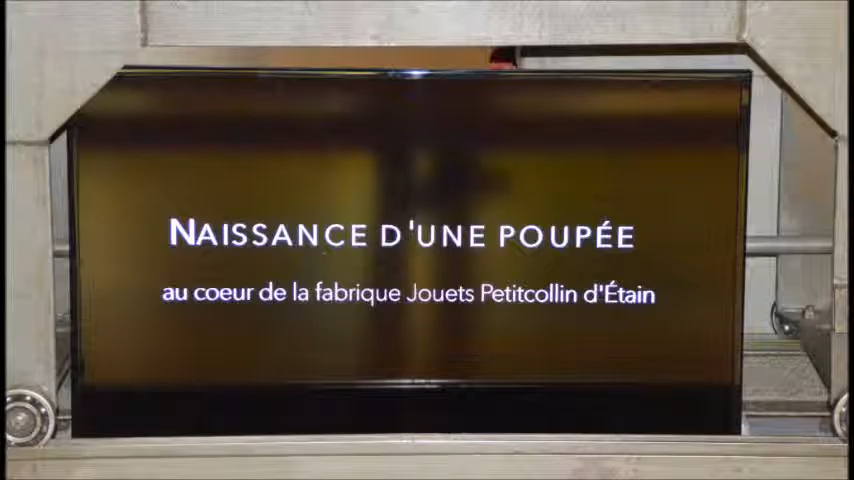 NAISSANCE D'UNE POUPÉE
au coeur de la fabrique Jouets Petitcollin d'Étain